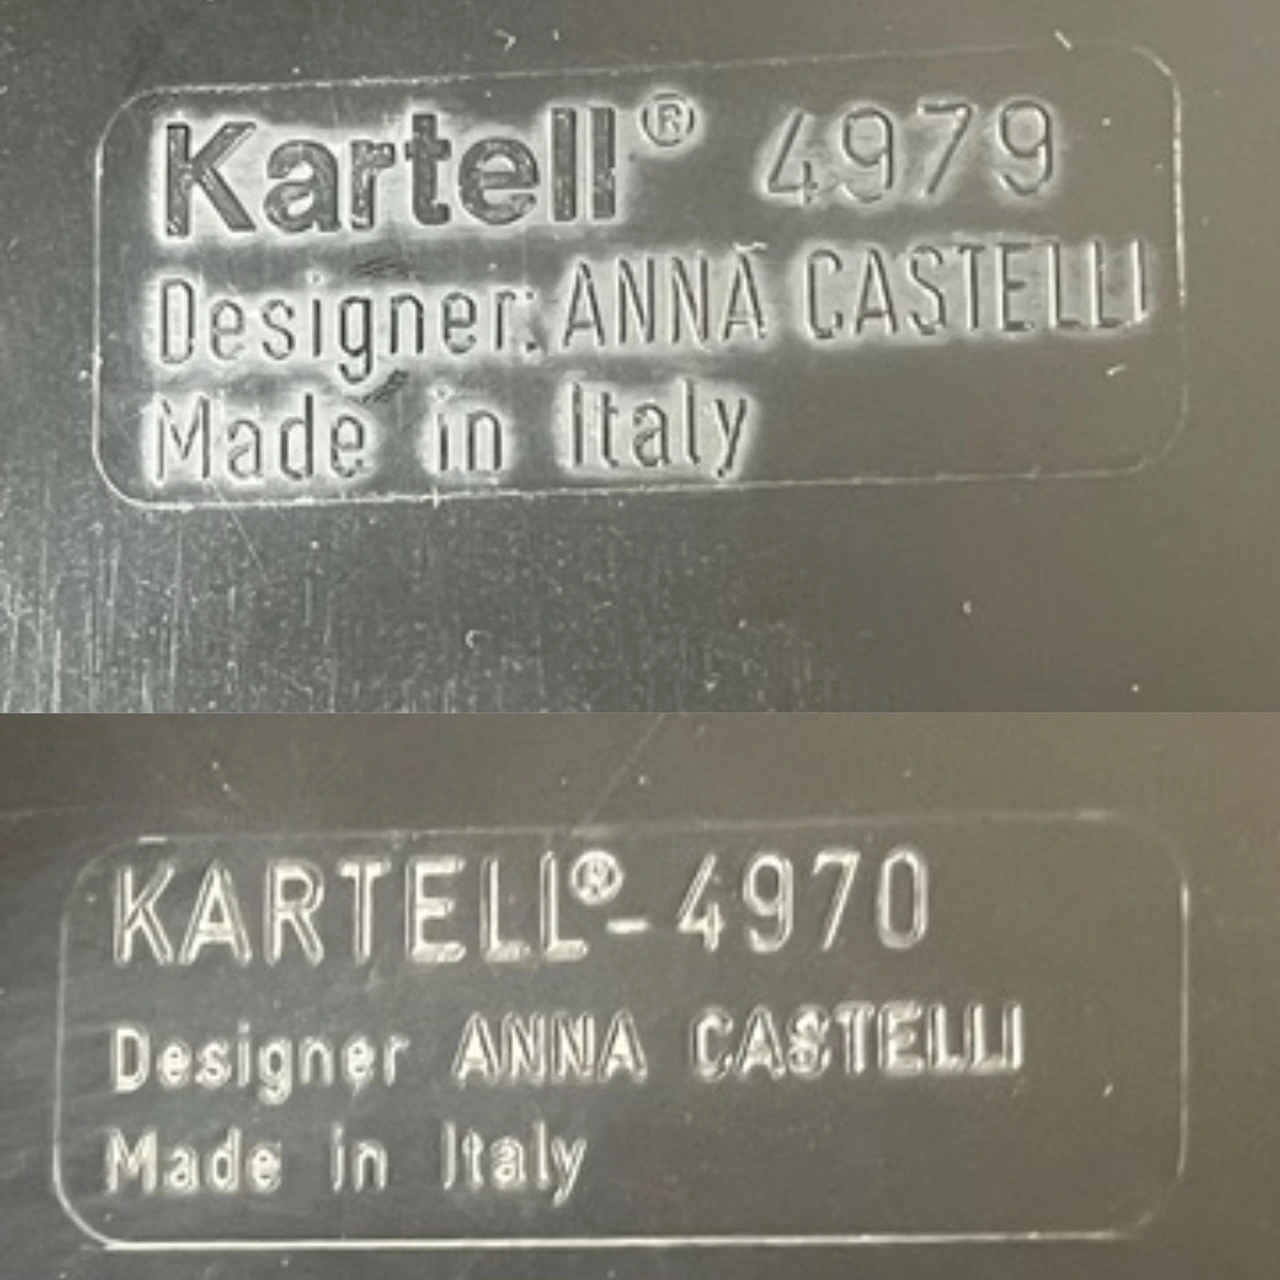 Kartell® 4979
Designer: ANNA CASTELLI
Made in Italy
KARTELL®-4970
Designer ANNA CASTELLI
Made in Italy